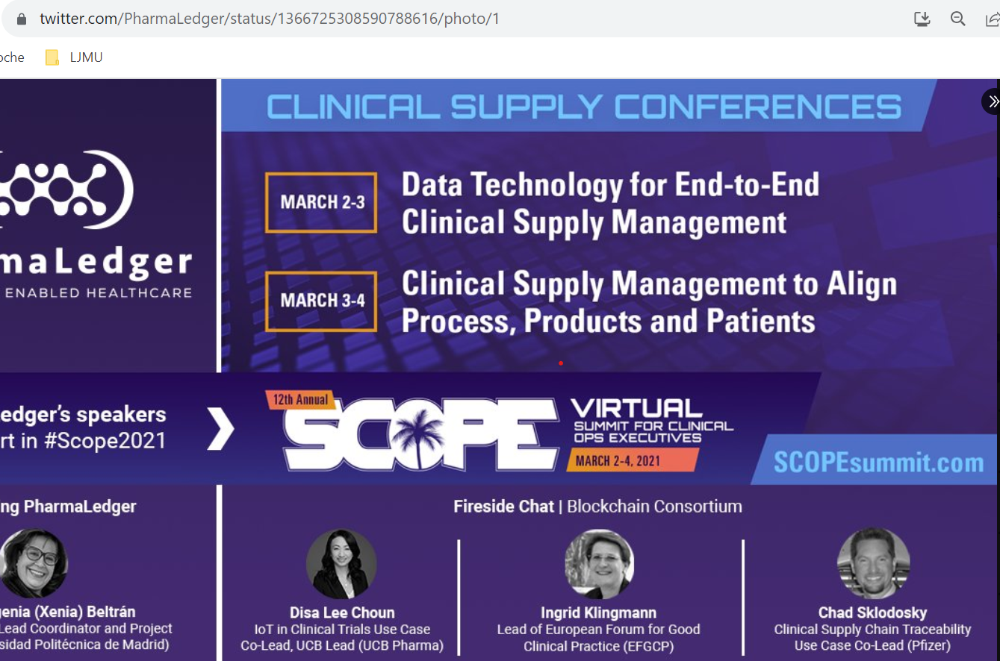 twitter.com/PharmaLedger/status/1366725308590788616/photo/1
oche LJMU
CLINICAL SUPPLY CONFERENCES
MARCH 2-3
Data Technology for End-to-End
Clinical Supply Management
MARCH 3-4
Clinical Supply Management to Align
Process, Products and Patients
maLedger
ENABLED HEALTHCARE
edger's speakers
rt in #Scope2021
12th Annual
SCOPE
VIRTUAL
SUMMIT FOR CLINICAL
OPS EXECUTIVES
MARCH 2-4, 2021
SCOPEsummit.com
ng PharmaLedger
enia (Xenia) Beltrán
Lead Coordinator and Project
sidad Politécnica de Madrid)
Fireside Chat | Blockchain Consortium
Disa Lee Choun
IoT in Clinical Trials Use Case
Co-Lead, UCB Lead (UCB Pharma)
Ingrid Klingmann
Lead of European Forum for Good
Clinical Practice (EFGCP)
Chad Sklodosky
Clinical Supply Chain Traceability
Use Case Co-Lead (Pfizer)